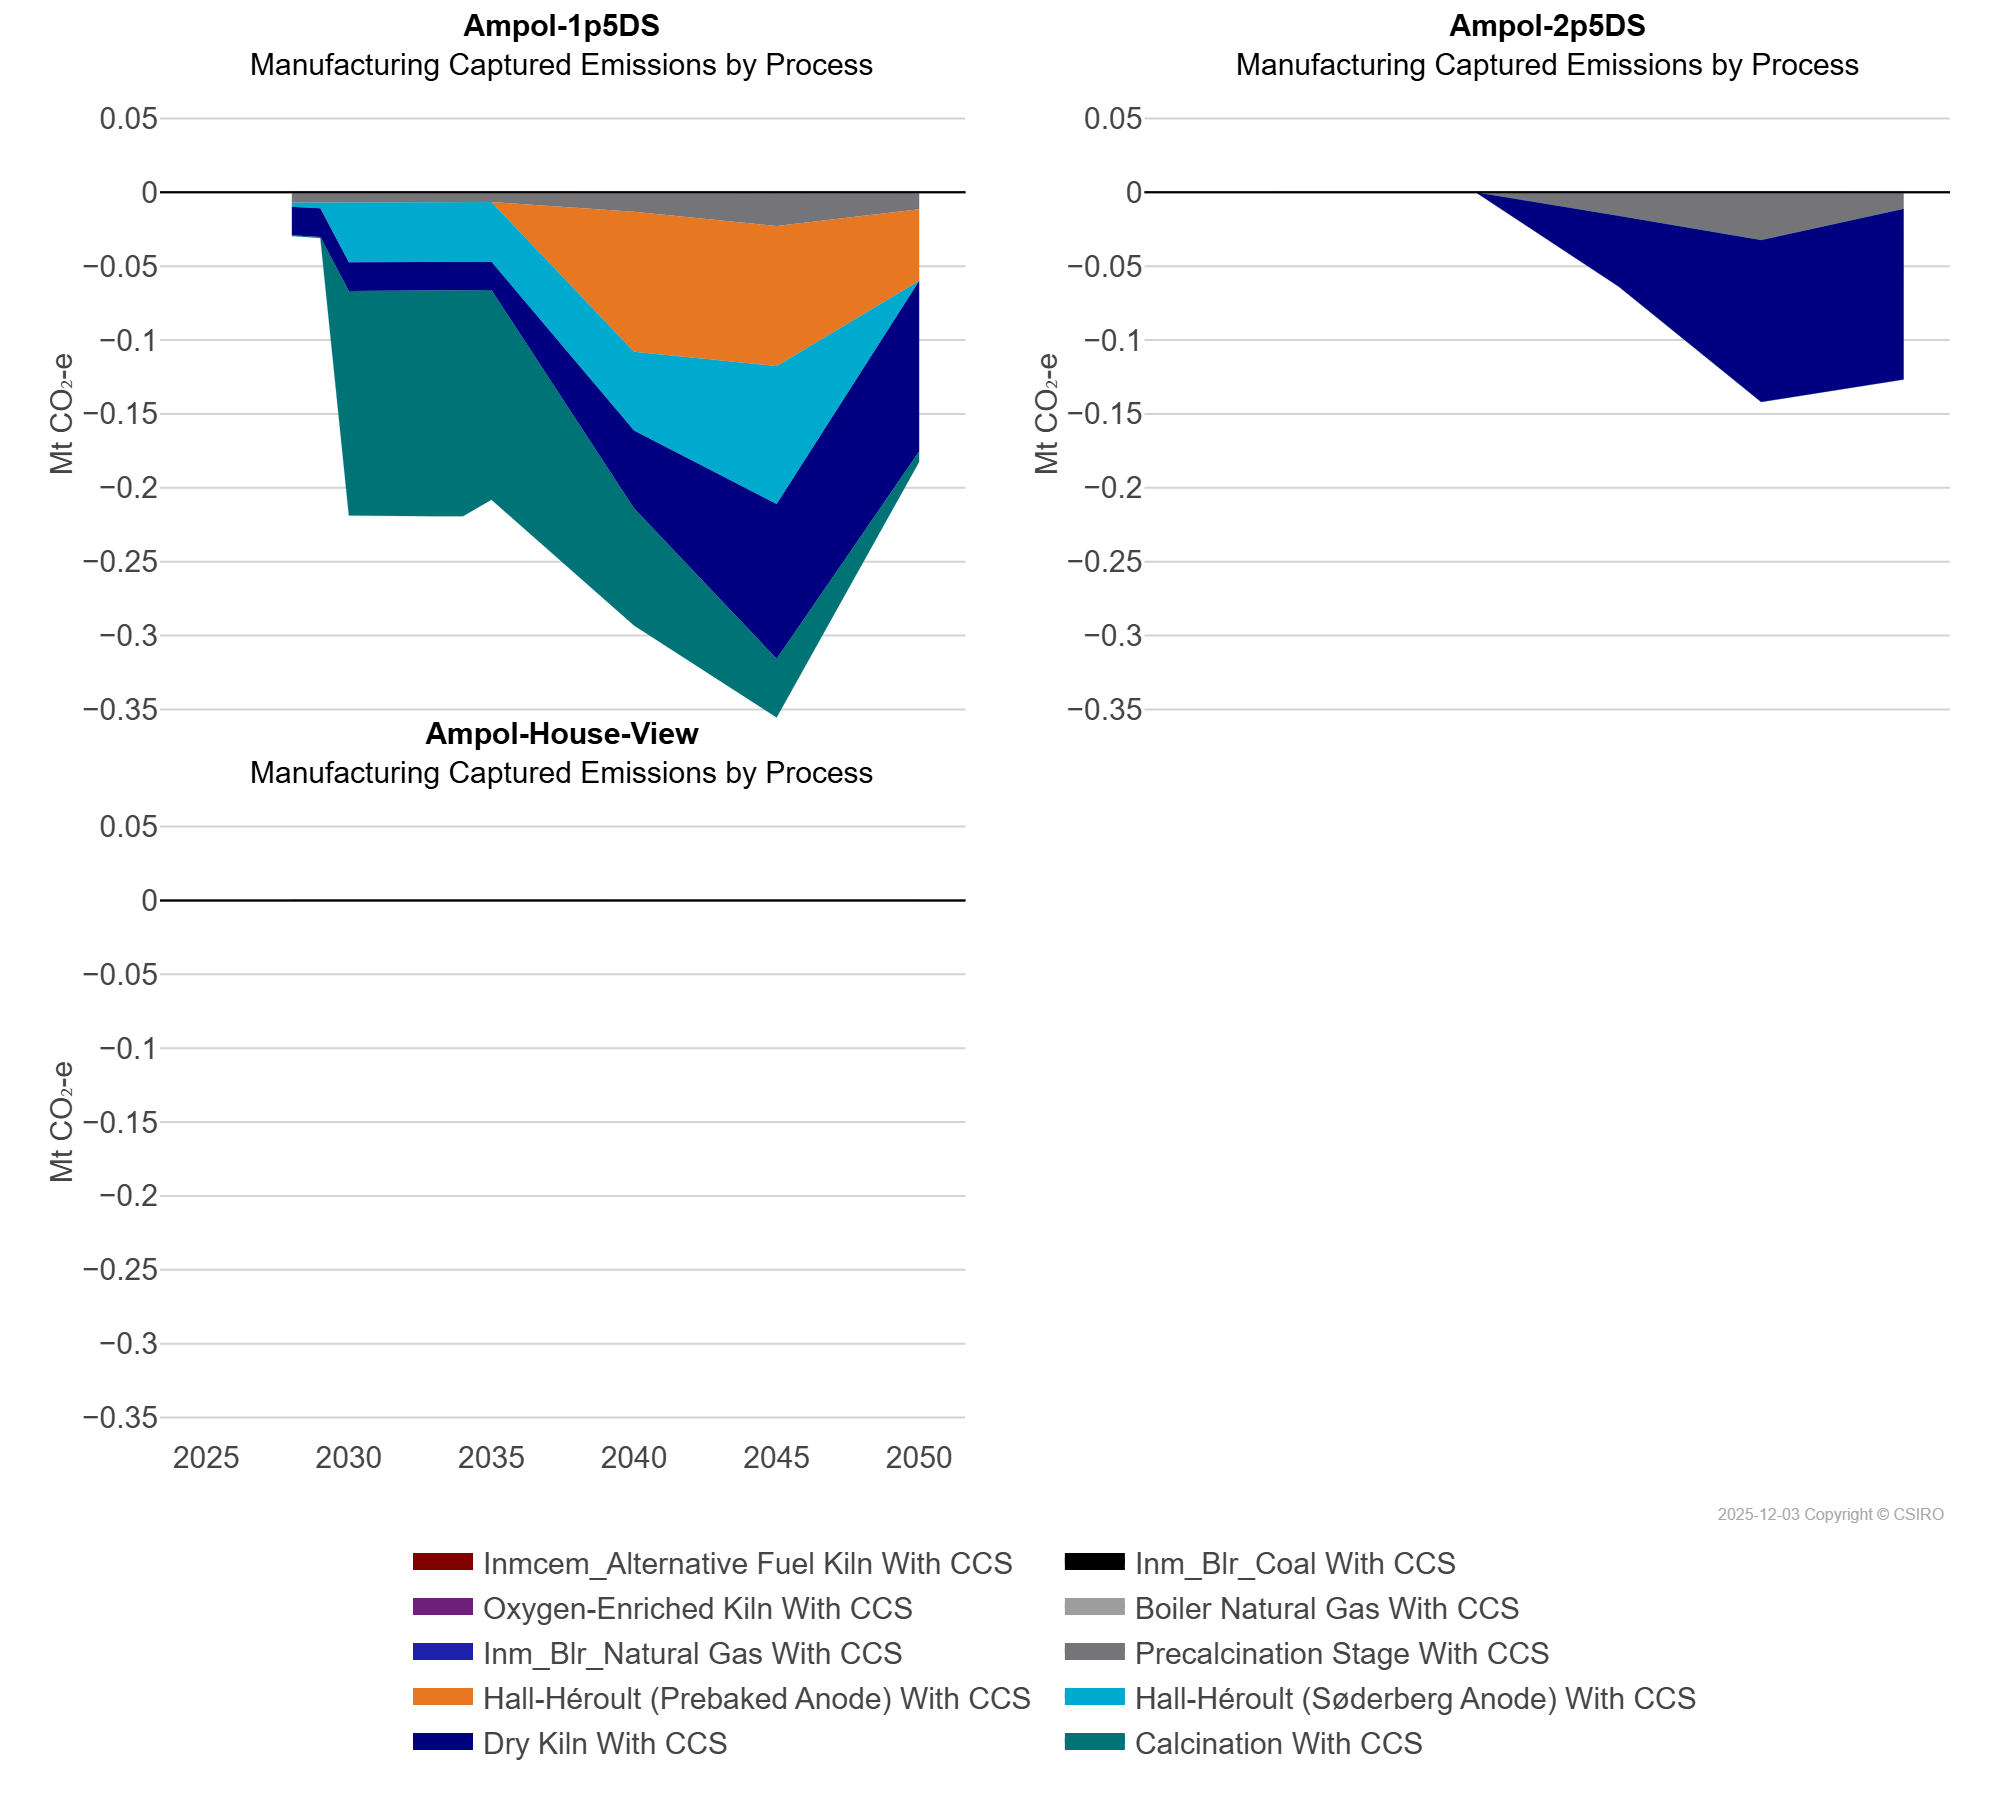 Ampol-1p5DS
Manufacturing Captured Emissions by Process
0.05
0
−0.05
−0.1
−0.15
−0.2
−0.25
−0.3
−0.35
Mt CO₂-e
Ampol-2p5DS
Manufacturing Captured Emissions by Process
0.05
0
−0.05
−0.1
−0.15
−0.2
−0.25
−0.3
−0.35
Mt CO₂-e
Ampol-House-View
Manufacturing Captured Emissions by Process
0.05
0
−0.05
−0.1
−0.15
−0.2
−0.25
−0.3
−0.35
Mt CO₂-e
2025 2030 2035 2040 2045 2050
2025-12-03 Copyright © CSIRO
Inmcem_Alternative Fuel Kiln With CCS
Inm_Blr_Coal With CCS
Oxygen-Enriched Kiln With CCS
Boiler Natural Gas With CCS
Inm_Blr_Natural Gas With CCS
Precalcination Stage With CCS
Hall-Héroult (Prebaked Anode) With CCS
Hall-Héroult (Søderberg Anode) With CCS
Dry Kiln With CCS
Calcination With CCS